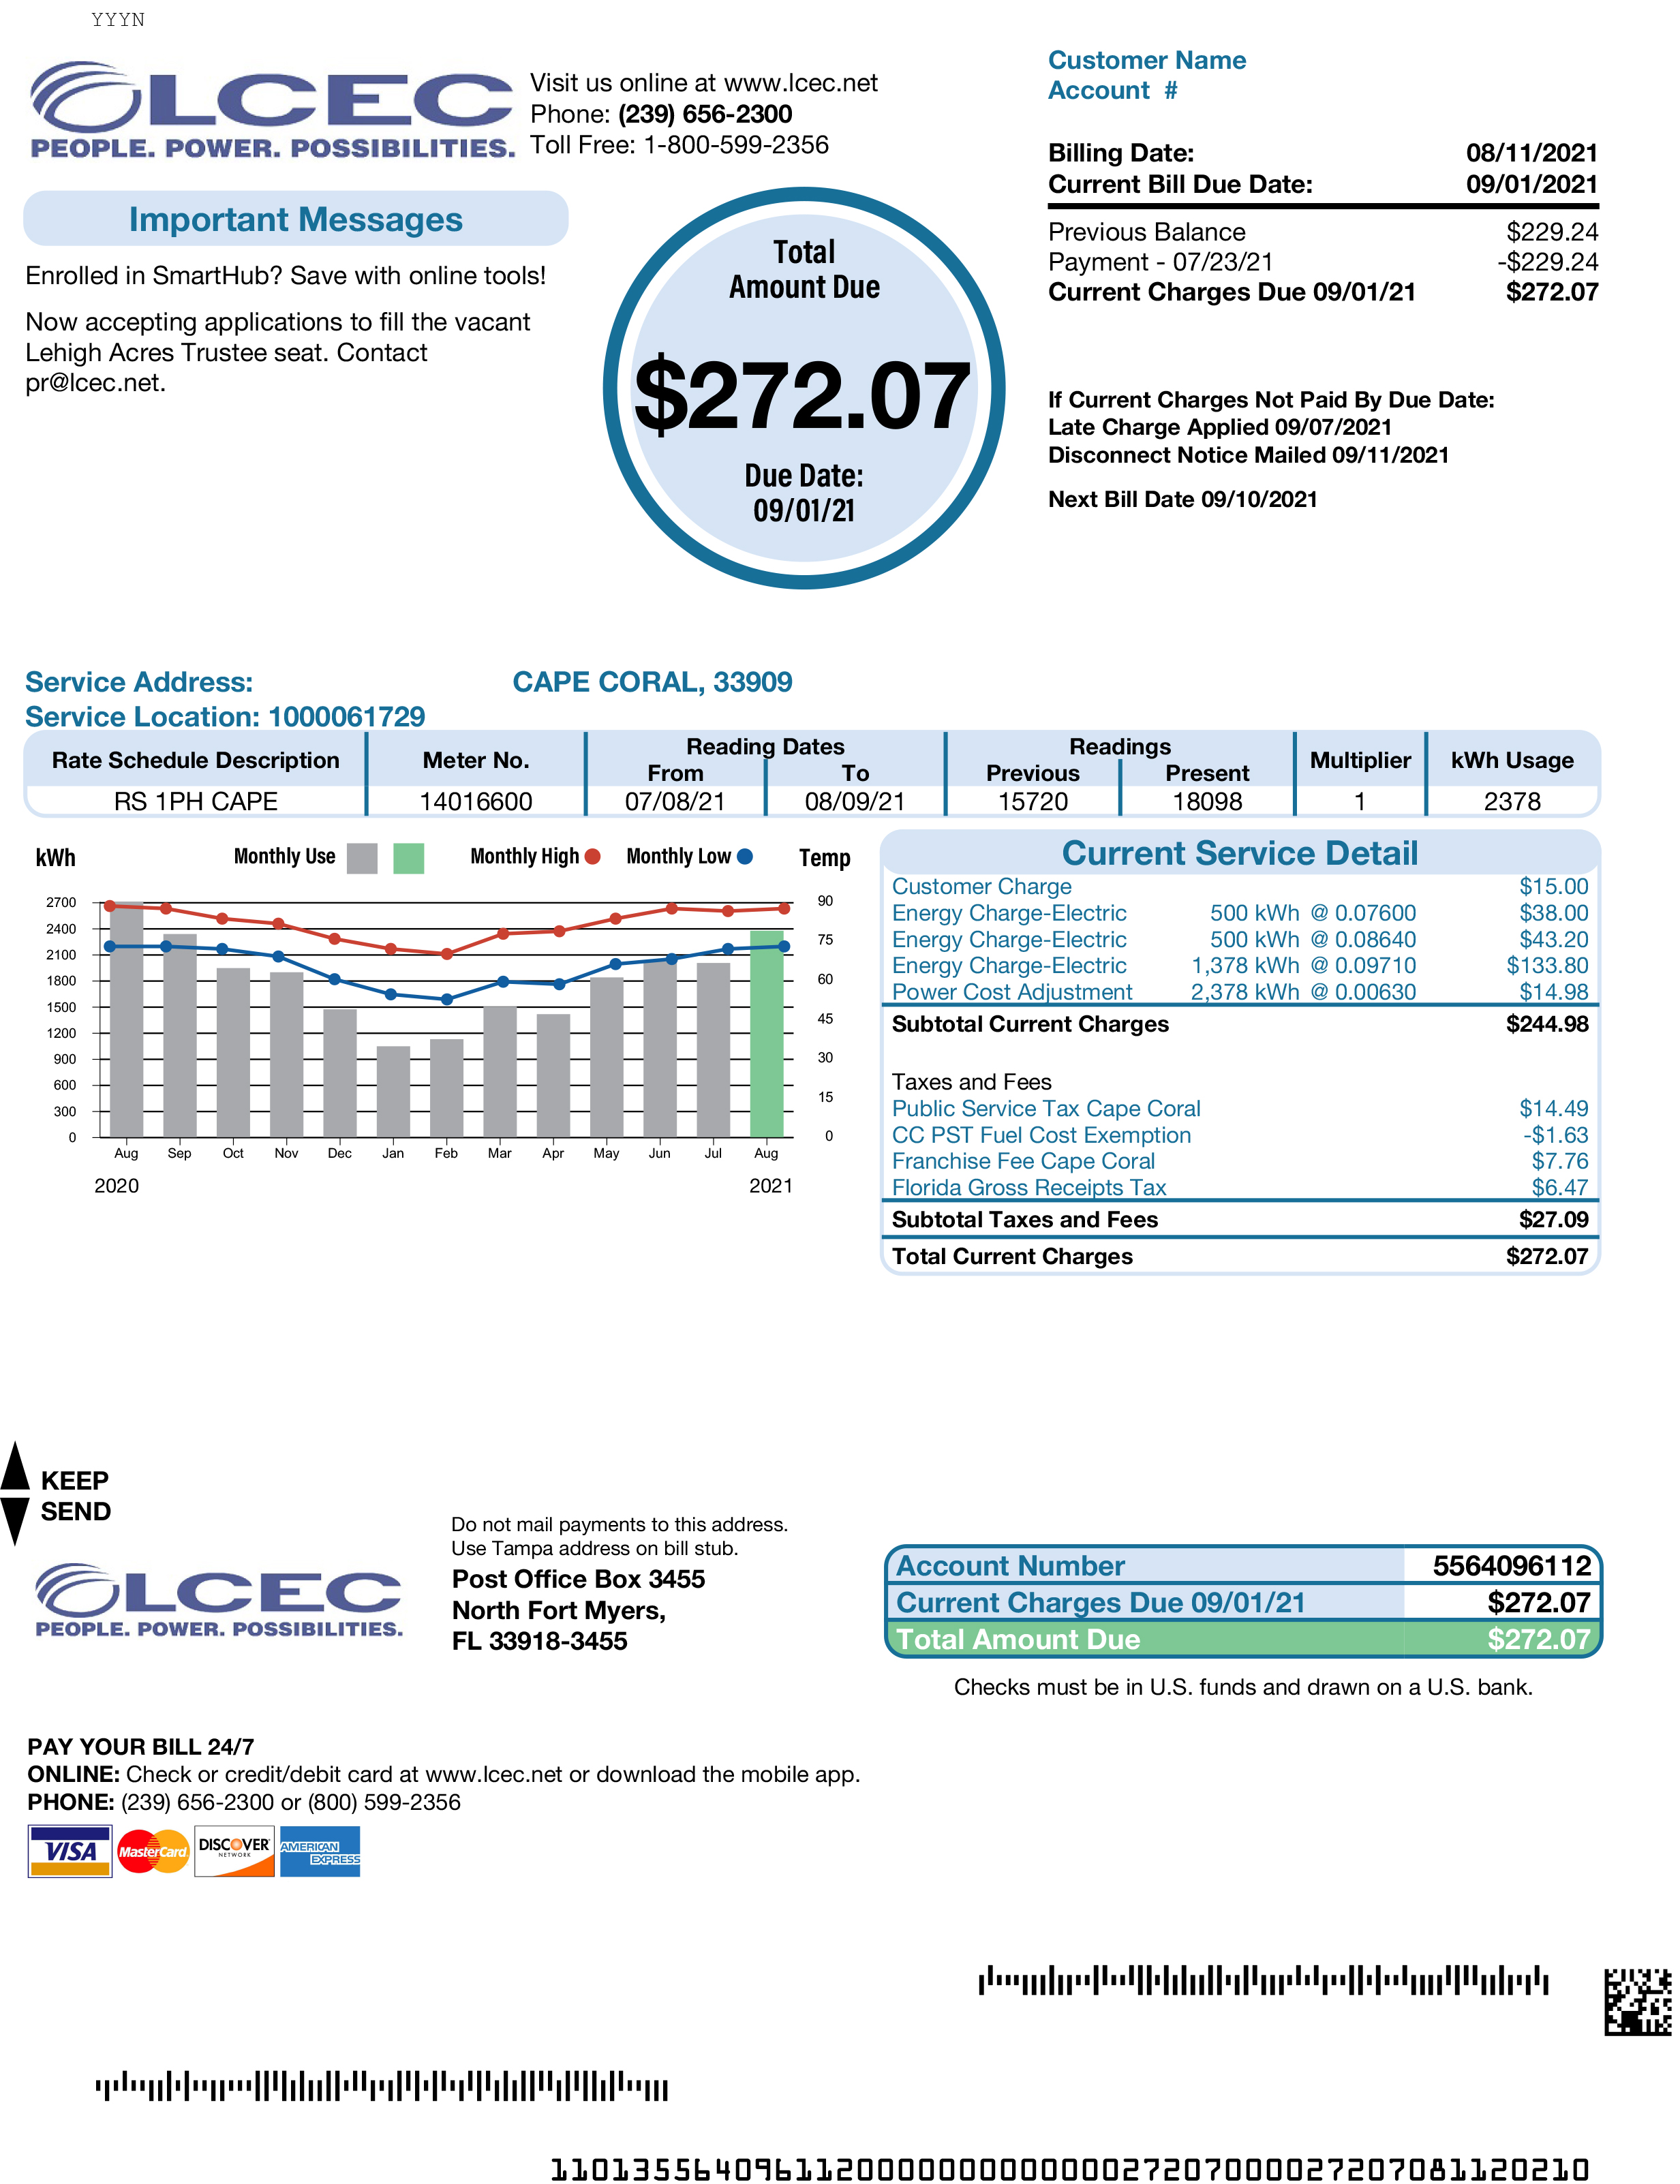 YYYN
LCEC
PEOPLE. POWER. POSSIBILITIES.
Visit us online at www.lcec.net
Phone: (239) 656-2300
Toll Free: 1-800-599-2356
Customer Name
Account #
Billing Date: 08/11/2021
Current Bill Due Date: 09/01/2021
Previous Balance $229.24
Payment - 07/23/21 -$229.24
Current Charges Due 09/01/21 $272.07
If Current Charges Not Paid By Due Date:
Late Charge Applied 09/07/2021
Disconnect Notice Mailed 09/11/2021
Next Bill Date 09/10/2021
Important Messages
Enrolled in SmartHub? Save with online tools!
Now accepting applications to fill the vacant
Lehigh Acres Trustee seat. Contact
pr@lcec.net.
Total
Amount Due
$272.07
Due Date:
09/01/21
Service Address: CAPE CORAL, 33909
Service Location: 1000061729
Rate Schedule Description Meter No. Reading Dates Readings Multiplier kWh Usage
From To Previous Present
RS 1PH CAPE 14016600 07/08/21 08/09/21 15720 18098 1 2378
kWh Monthly Use Monthly High Monthly Low Temp
2700 90
2400
2100 75
1800 60
1500
1200 45
900 30
600
300 15
0 0
Aug Sep Oct Nov Dec Jan Feb Mar Apr May Jun Jul Aug
2020 2021
Current Service Detail
Customer Charge $15.00
Energy Charge-Electric 500 kWh @ 0.07600 $38.00
Energy Charge-Electric 500 kWh @ 0.08640 $43.20
Energy Charge-Electric 1,378 kWh @ 0.09710 $133.80
Power Cost Adjustment 2,378 kWh @ 0.00630 $14.98
Subtotal Current Charges $244.98
Taxes and Fees
Public Service Tax Cape Coral $14.49
CC PST Fuel Cost Exemption -$1.63
Franchise Fee Cape Coral $7.76
Florida Gross Receipts Tax $6.47
Subtotal Taxes and Fees $27.09
Total Current Charges $272.07
KEEP
SEND
LCEC
PEOPLE. POWER. POSSIBILITIES.
Do not mail payments to this address.
Use Tampa address on bill stub.
Post Office Box 3455
North Fort Myers,
FL 33918-3455
Account Number 5564096112
Current Charges Due 09/01/21 $272.07
Total Amount Due $272.07
Checks must be in U.S. funds and drawn on a U.S. bank.
PAY YOUR BILL 24/7
ONLINE: Check or credit/debit card at www.lcec.net or download the mobile app.
PHONE: (239) 656-2300 or (800) 599-2356
VISA MasterCard DISCOVER NETWORK AMERICAN EXPRESS
1101355640961120000000000000027207000027207081120210